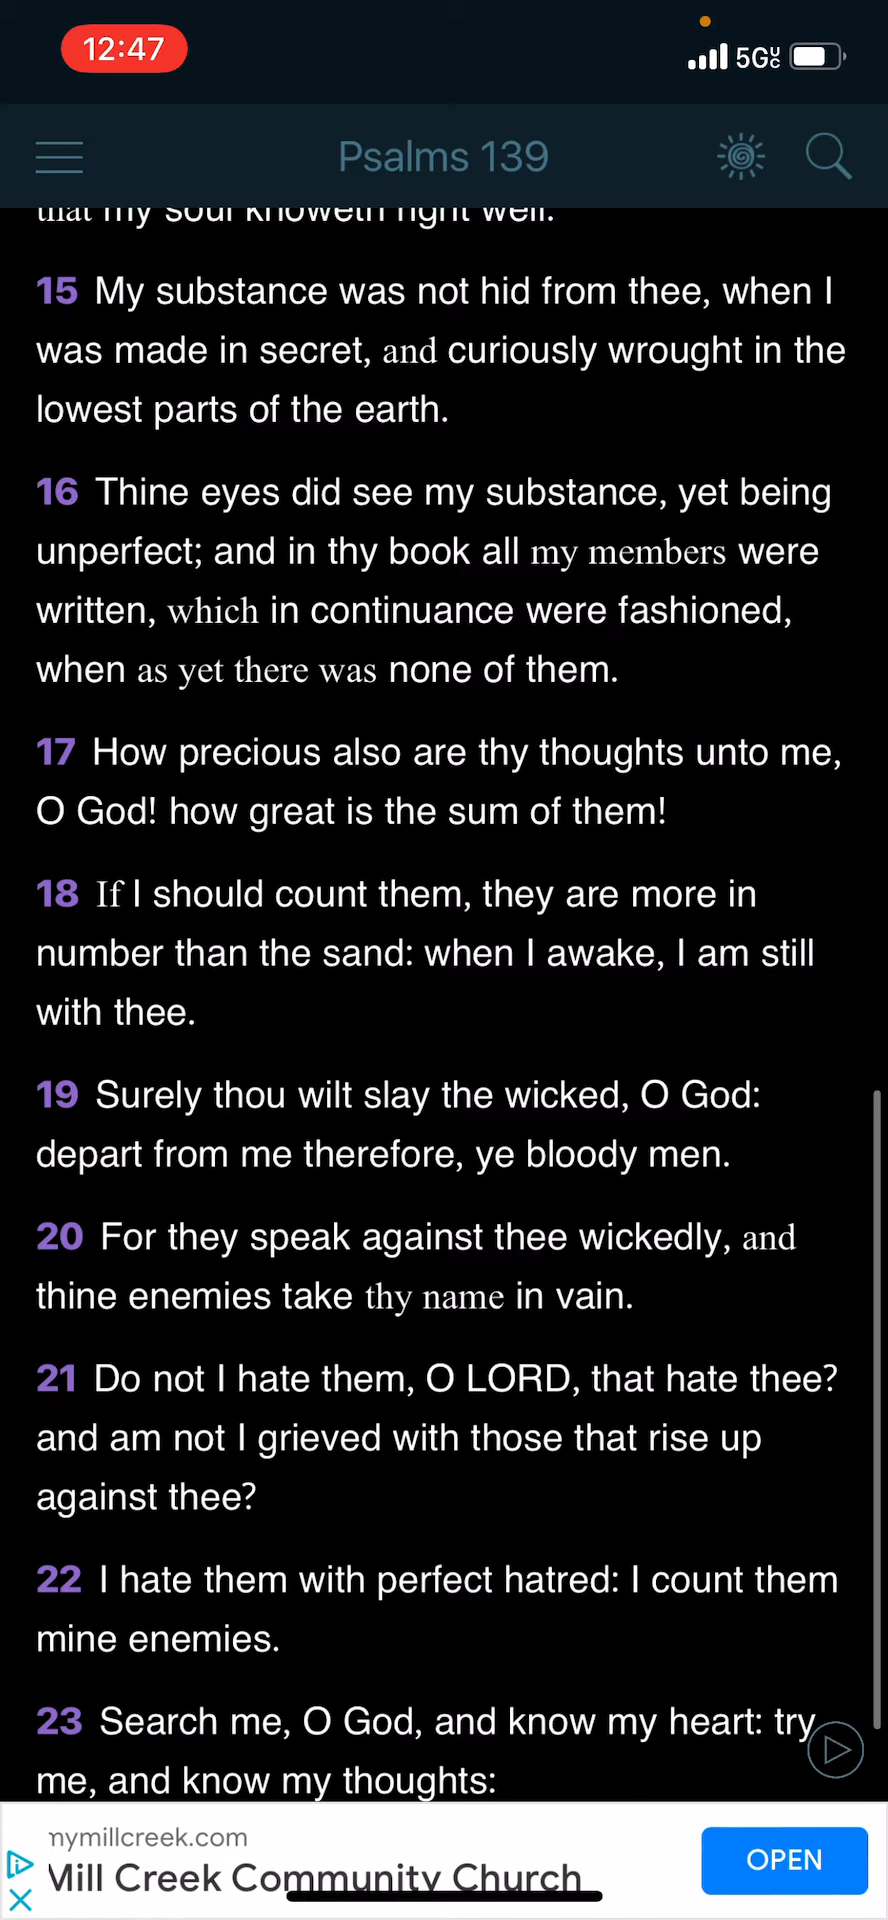 12:47
5G
Psalms 139
that my soul knoweth right well.
15 My substance was not hid from thee, when I
was made in secret, and curiously wrought in the
lowest parts of the earth.
16 Thine eyes did see my substance, yet being
unperfect; and in thy book all my members were
written, which in continuance were fashioned,
when as yet there was none of them.
17 How precious also are thy thoughts unto me,
O God! how great is the sum of them!
18 If I should count them, they are more in
number than the sand: when I awake, I am still
with thee.
19 Surely thou wilt slay the wicked, O God:
depart from me therefore, ye bloody men.
20 For they speak against thee wickedly, and
thine enemies take thy name in vain.
21 Do not I hate them, O LORD, that hate thee?
and am not I grieved with those that rise up
against thee?
22 I hate them with perfect hatred: I count them
mine enemies.
23 Search me, O God, and know my heart: try
me, and know my thoughts:
mymillcreek.com
Mill Creek Community Church
OPEN